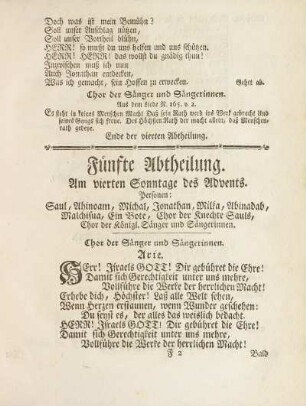 Doch was ist mein Bemühn?
Soll unser Anschlag nützen,
Soll unser Vortheil blühn,
HERR! so mußt du uns helfen und uns schützen.
HERR! HERR! das wollst du gnädig thun!
Inzwischen muß ich nun
Auch Jonathan entdecken,
Was ich gemacht, sein Hoffen zu erwecken. Gehet ab.
Chor der Sänger und Sängerinnen.
Aus dem Liede N. 165. v. 2.
Es steht in keines Menschen Macht, Daß sein Rath werd ins Werk gebracht Und
seines Gangs sich freue. Des Höchsten Rath der macht allein, daß Menschen-
rath gedeye.
Ende der vierten Abtheilung.
Fünfte Abtheilung.
Am vierten Sonntage des Advents.
Personen:
Saul, Ahinoam, Michal, Jonathan, Milka, Abinadab,
Malchisua, Ein Bote, Chor der Knechte Sauls,
Chor der Königl. Sänger und Sängerinnen.
Chor der Sänger und Sängerinnen.
Arie.
HErr! Israels GOTT! Dir gebühret die Ehre!
Damit sich Gerechtigkeit unter uns mehre,
Vollführe die Werke der herrlichen Macht!
Erhebe dich, Höchster! Laß alle Welt sehen,
Wenn Herzen erstaunen, wenn Wunder geschehen:
Du seyst es, der alles das weislich bedacht.
HERR! Israels GOTT! Dir gebühret die Ehre!
Damit sich Gerechtigkeit unter uns mehre,
Vollführe die Werke der herrlichen Macht!
F 2 Bald